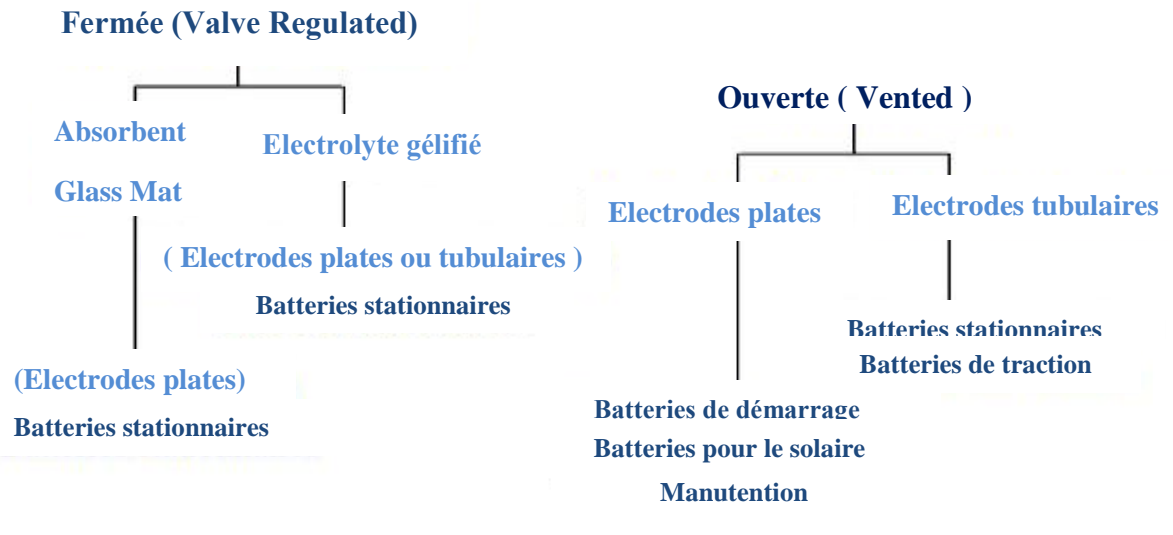 Fermée (Valve Regulated)
Absorbent
Glass Mat
Electrolyte gélifié
( Electrodes plates ou tubulaires )
Batteries stationnaires
(Electrodes plates)
Batteries stationnaires
Ouverte ( Vented )
Electrodes plates
Electrodes tubulaires
Batteries stationnaires
Batteries de traction
Batteries de démarrage
Batteries pour le solaire
Manutention